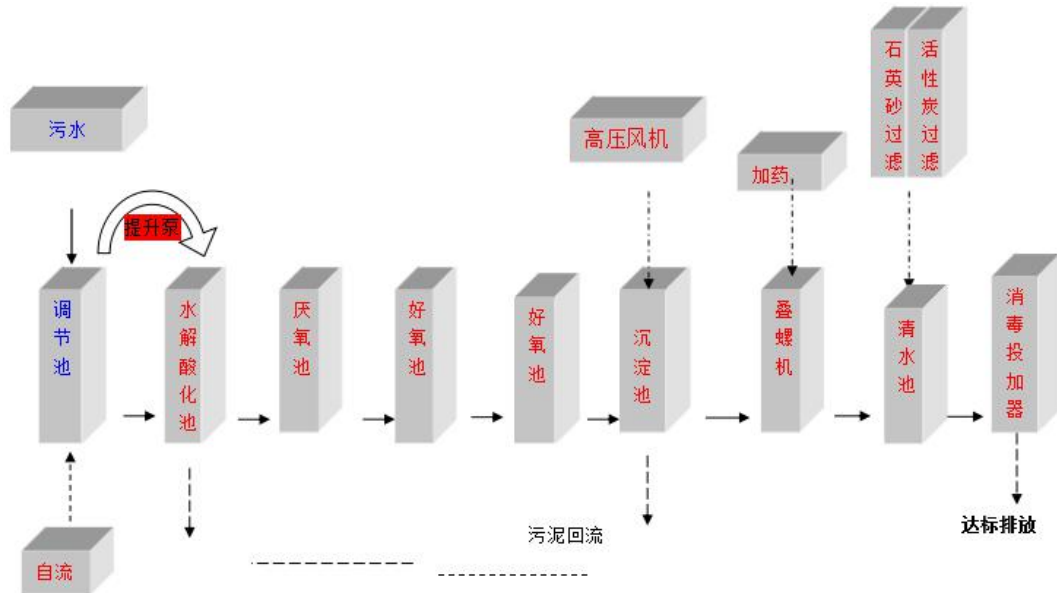 污水
高压风机
加药
石英砂过滤
活性炭过滤
提升泵
调节池
水解酸化池
厌氧池
好氧池
好氧池
沉淀池
叠螺机
清水池
消毒投加器
自流
污泥回流
达标排放